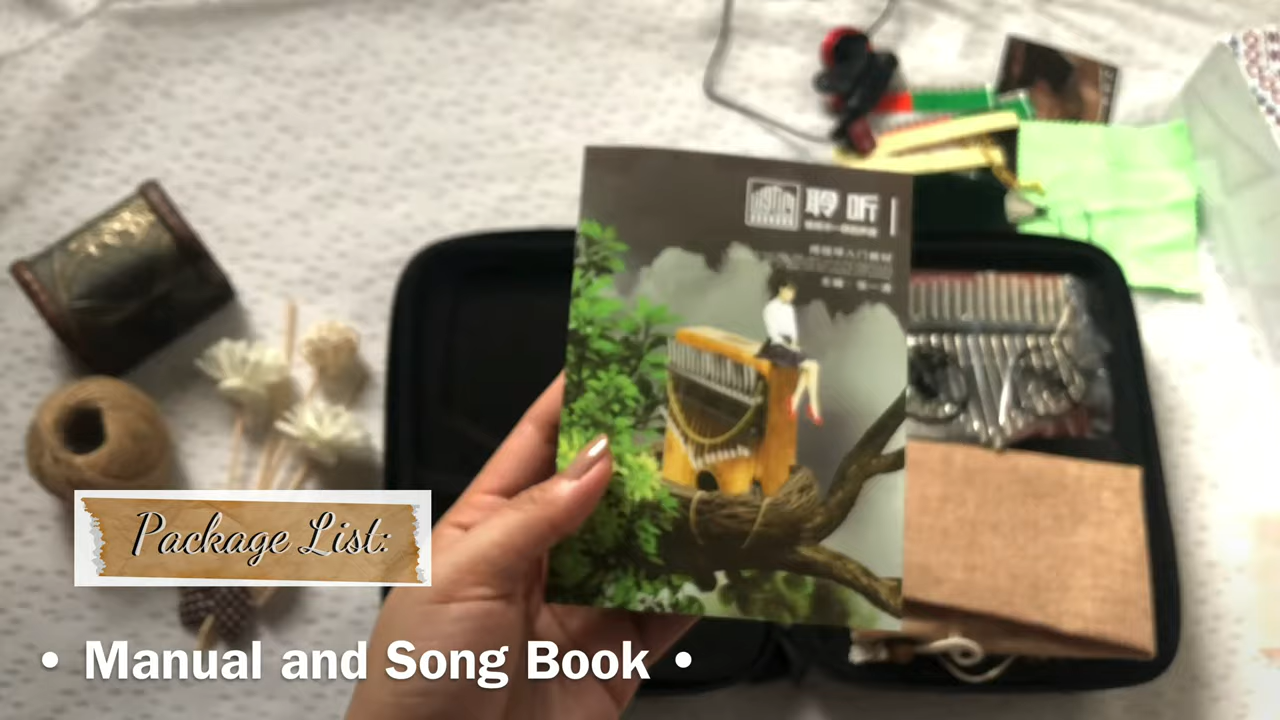 聆听
Package List:
• Manual and Song Book •